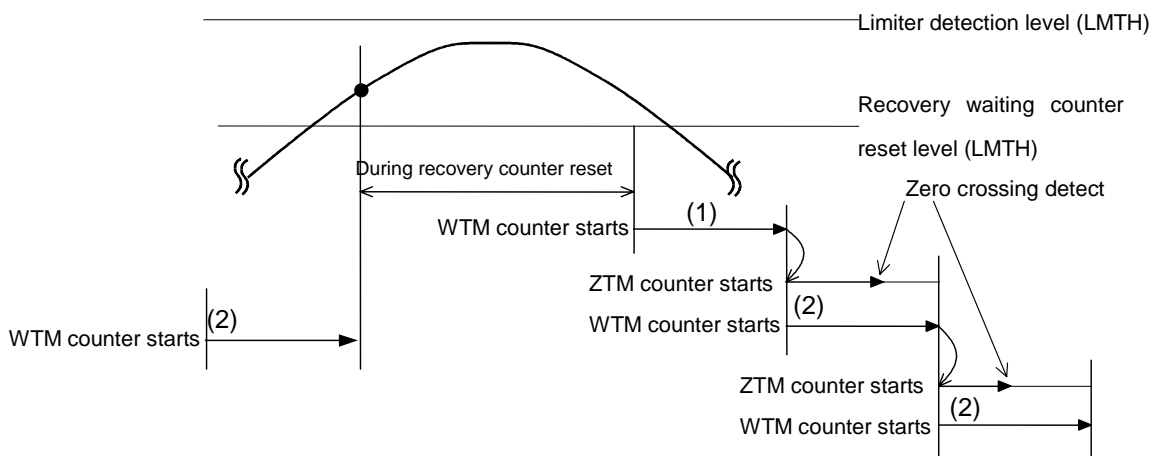 Limiter detection level (LMTH)
Recovery waiting counter
reset level (LMTH)
During recovery counter reset
Zero crossing detect
WTM counter starts
(1)
ZTM counter starts
WTM counter starts
(2)
WTM counter starts
(2)
ZTM counter starts
WTM counter starts
(2)